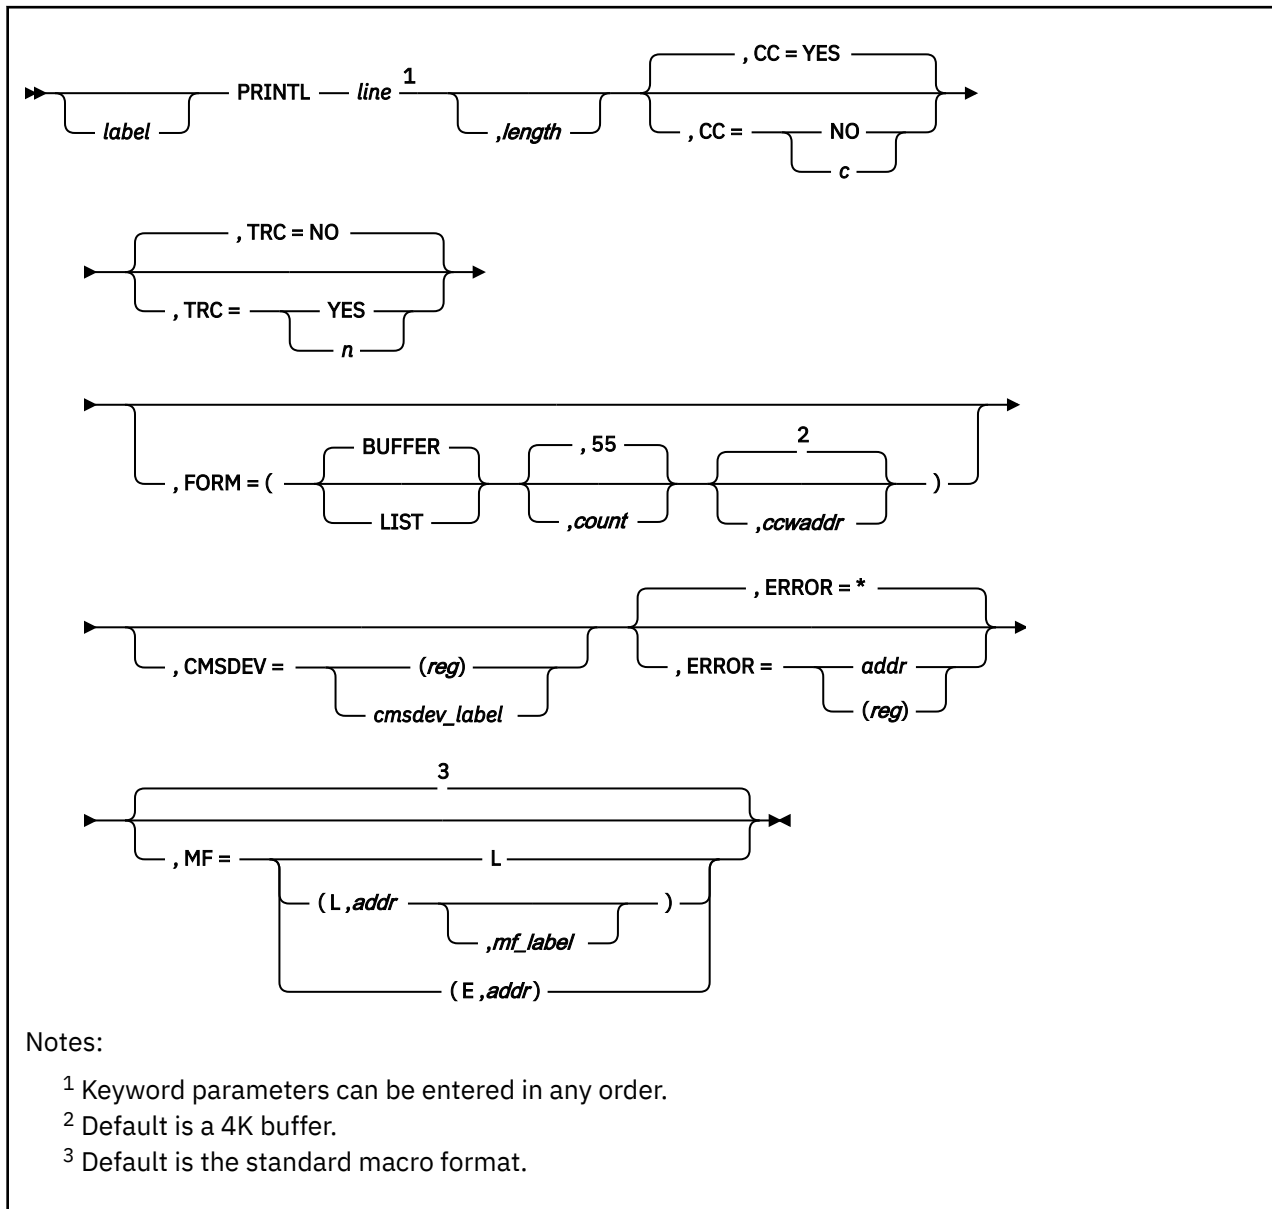 , CC = YES
PRINTL line 1
label ,length , CC = NO
c
, TRC = NO
, TRC = YES
n
BUFFER , 55 2
, FORM = ( )
LIST ,count ,ccwaddr
, ERROR = *
, CMSDEV = (reg) , ERROR = addr
cmsdev_label (reg)
3
, MF = L
( L ,addr )
,mf_label
( E ,addr)
Notes:
1 Keyword parameters can be entered in any order.
2 Default is a 4K buffer.
3 Default is the standard macro format.